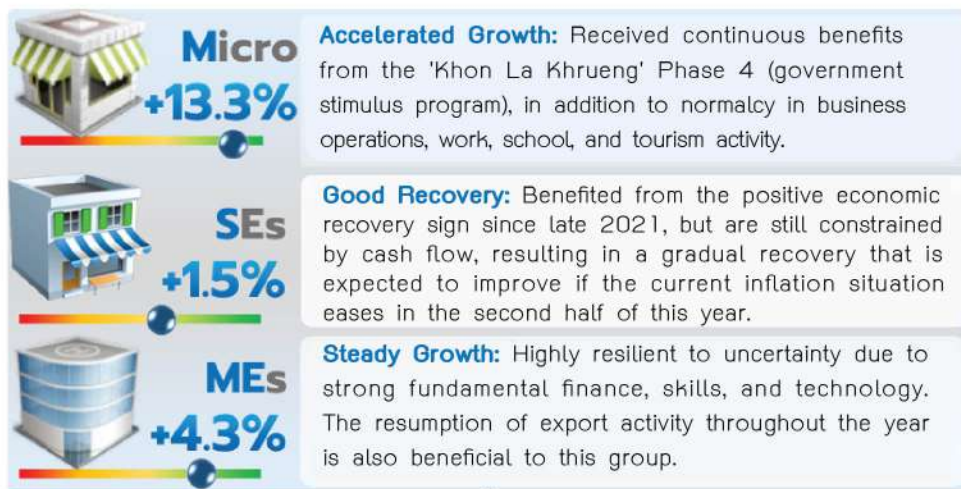 Micro
+13.3%
Accelerated Growth: Received continuous benefits
from the 'Khon La Khrueng' Phase 4 (government
stimulus program), in addition to normalcy in business
operations, work, school, and tourism activity.
SEs
+1.5%
Good Recovery: Benefited from the positive economic
recovery sign since late 2021, but are still constrained
by cash flow, resulting in a gradual recovery that is
expected to improve if the current inflation situation
eases in the second half of this year.
MEs
+4.3%
Steady Growth: Highly resilient to uncertainty due to
strong fundamental finance, skills, and technology.
The resumption of export activity throughout the year
is also beneficial to this group.